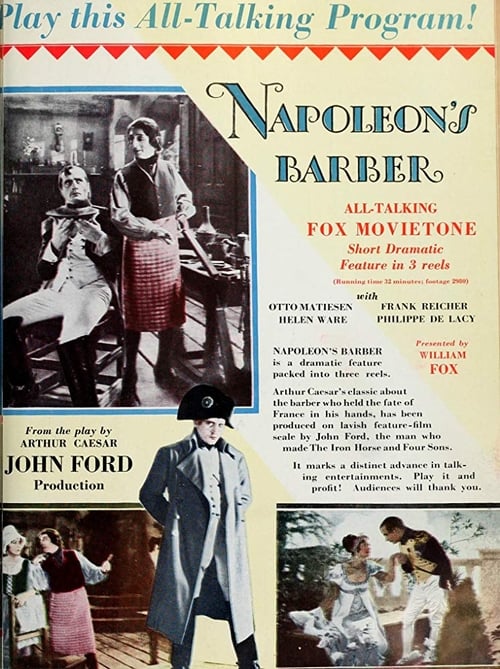 Play this All-Talking Program!
NAPOLEON'S
BARBER
ALL-TALKING
FOX MOVIETONE
Short Dramatic
Feature in 3 reels
(Running time 32 minutes; footage 2980)
with
OTTO MATIESEN FRANK REICHER
HELEN WARE PHILIPPE DE LACY
NAPOLEON'S BARBER
is a dramatic feature
packed into three reels.
Presented by
WILLIAM
FOX
Arthur Caesar's classic about
the barber who held the fate of
France in his hands, has been
produced on lavish feature-film
scale by John Ford, the man who
made The Iron Horse and Four Sons.
It marks a distinct advance in talk-
ing entertainments. Play it and
profit! Audiences will thank you.
From the play by
ARTHUR CAESAR
JOHN FORD
Production